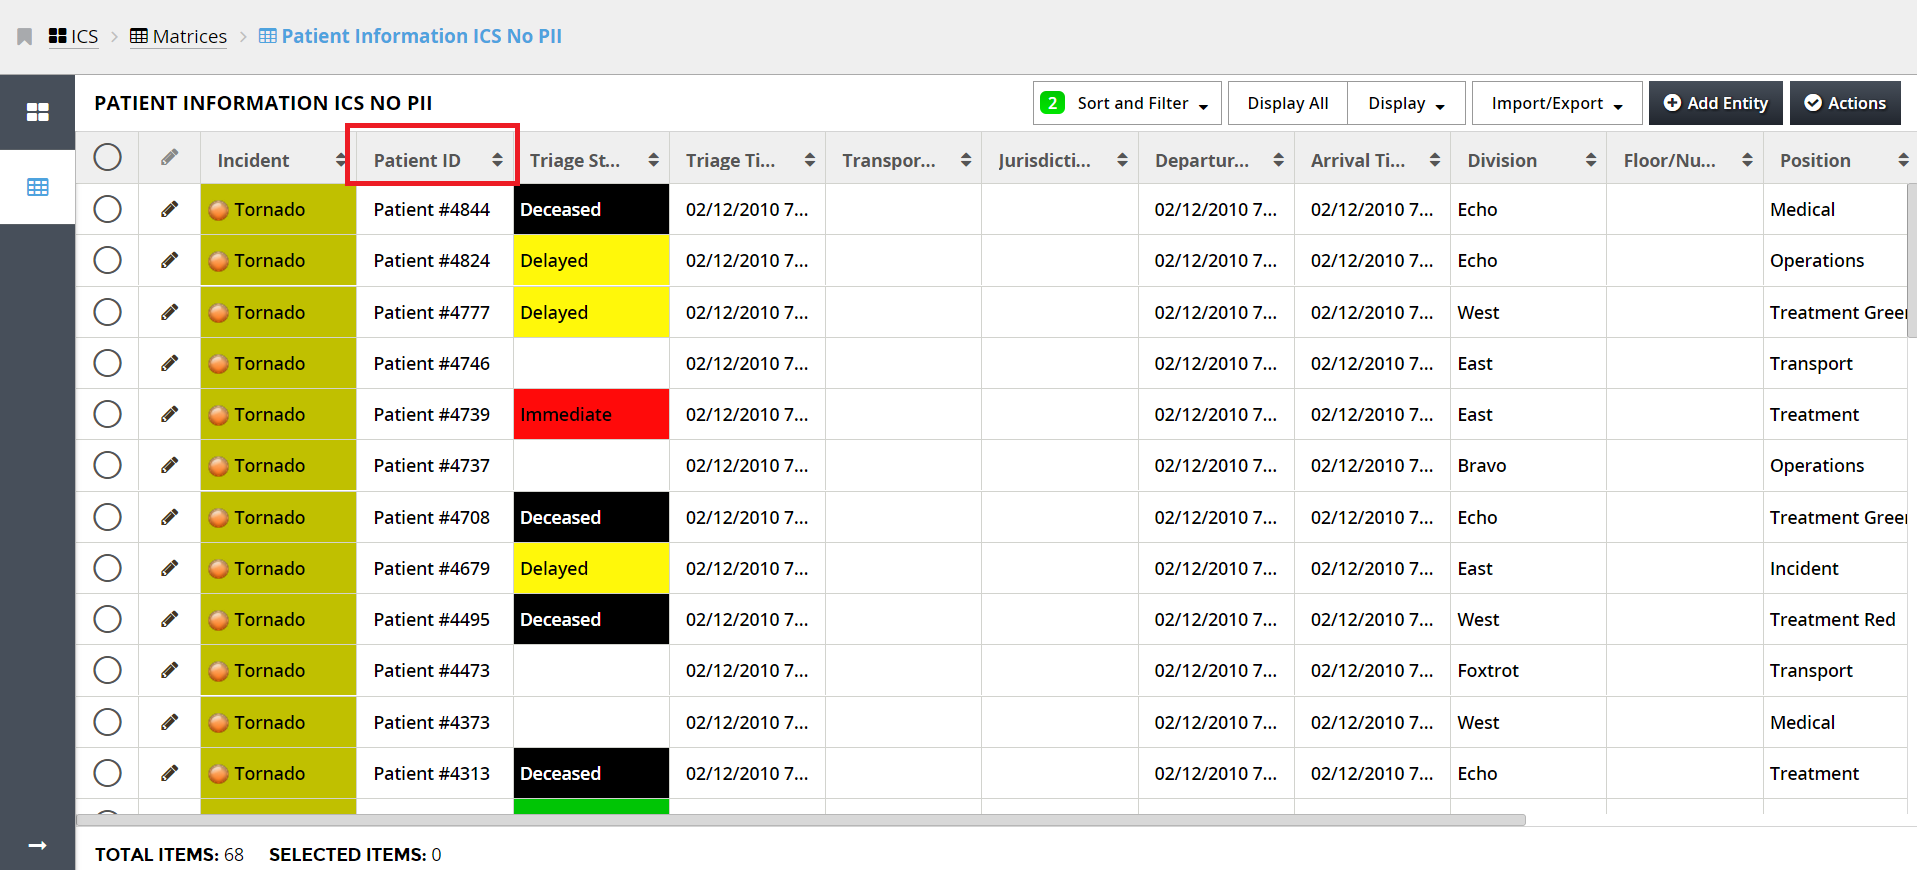 ICS > Matrices > Patient Information ICS No PII
PATIENT INFORMATION ICS NO PII
2 Sort and Filter Display All Display Import/Export Add Entity Actions
Incident Patient ID Triage St... Triage Ti... Transpor... Jurisdicti... Departur... Arrival Ti... Division Floor/Nu... Position
Tornado Patient #4844 Deceased 02/12/2010 7... 02/12/2010 7... 02/12/2010 7... Echo Medical
Tornado Patient #4824 Delayed 02/12/2010 7... 02/12/2010 7... 02/12/2010 7... Echo Operations
Tornado Patient #4777 Delayed 02/12/2010 7... 02/12/2010 7... 02/12/2010 7... West Treatment Green
Tornado Patient #4746 02/12/2010 7... 02/12/2010 7... 02/12/2010 7... East Transport
Tornado Patient #4739 Immediate 02/12/2010 7... 02/12/2010 7... 02/12/2010 7... East Treatment
Tornado Patient #4737 02/12/2010 7... 02/12/2010 7... 02/12/2010 7... Bravo Operations
Tornado Patient #4708 Deceased 02/12/2010 7... 02/12/2010 7... 02/12/2010 7... Echo Treatment Green
Tornado Patient #4679 Delayed 02/12/2010 7... 02/12/2010 7... 02/12/2010 7... East Incident
Tornado Patient #4495 Deceased 02/12/2010 7... 02/12/2010 7... 02/12/2010 7... West Treatment Red
Tornado Patient #4473 02/12/2010 7... 02/12/2010 7... 02/12/2010 7... Foxtrot Transport
Tornado Patient #4373 02/12/2010 7... 02/12/2010 7... 02/12/2010 7... West Medical
Tornado Patient #4313 Deceased 02/12/2010 7... 02/12/2010 7... 02/12/2010 7... Echo Treatment
TOTAL ITEMS: 68 SELECTED ITEMS: 0